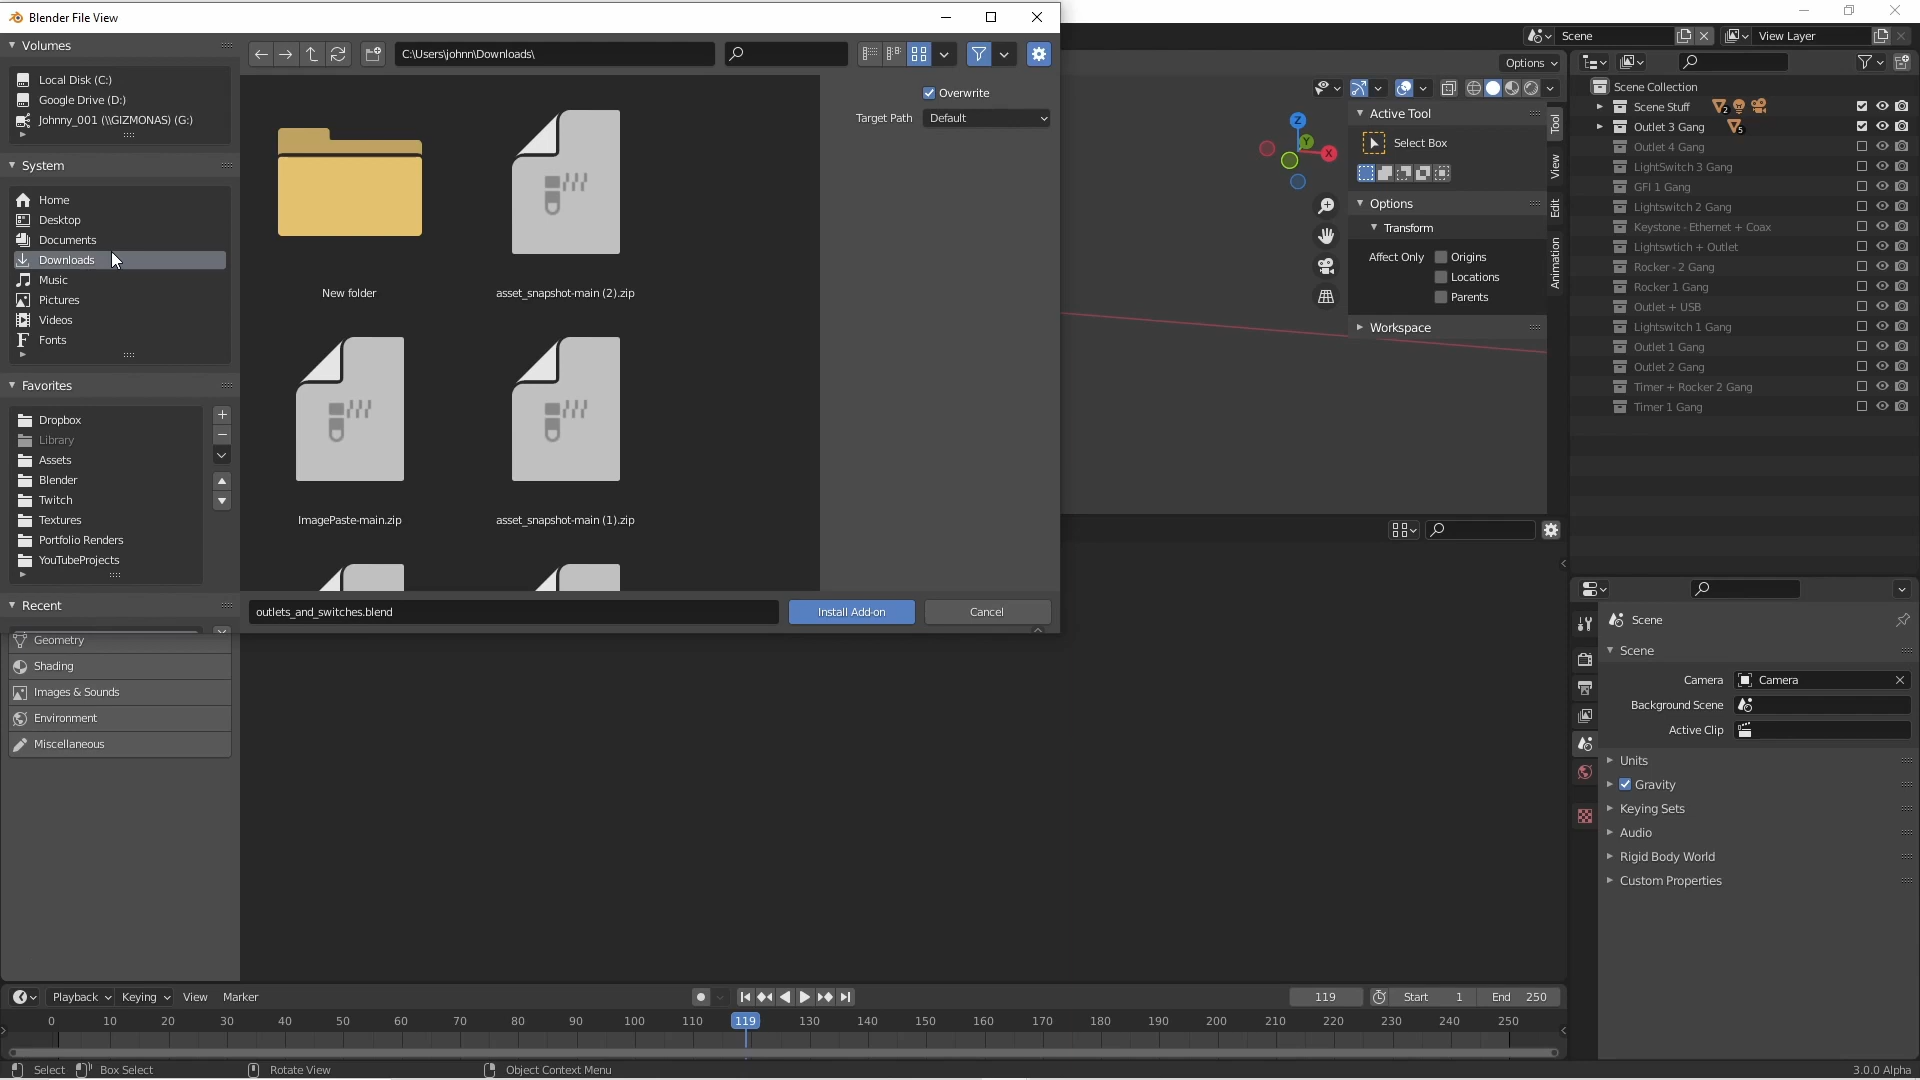 Blender File View
Volumes
Local Disk (C:)
Google Drive (D:)
Johnny_001 (\\GIZMONAS) (G:)
System
Home
Desktop
Documents
Downloads
Music
Pictures
Videos
Fonts
Favorites
Dropbox
Library
Assets
Blender
Twitch
Textures
Portfolio Renders
YouTubeProjects
Recent
Geometry
Shading
Images & Sounds
Environment
Miscellaneous
C:\Users\johnn\Downloads\
New folder
asset_snapshot-main (2).zip
ImagePaste-main.zip
asset_snapshot-main (1).zip
Overwrite
Target Path Default
outlets_and_switches.blend
Install Add-on
Cancel
Scene
View Layer
Options
Z
Y
X
Active Tool
Select Box
Options
Transform
Affect Only Origins
Locations
Parents
Workspace
Tool
View
Edit
Animation
Scene Collection
Scene Stuff 2
Outlet 3 Gang 5
Outlet 4 Gang
LightSwitch 3 Gang
GFI 1 Gang
Lightswitch 2 Gang
Keystone - Ethernet + Coax
Lightswtich + Outlet
Rocker - 2 Gang
Rocker 1 Gang
Outlet + USB
Lightswitch 1 Gang
Outlet 1 Gang
Outlet 2 Gang
Timer + Rocker 2 Gang
Timer 1 Gang
Scene
Scene
Camera Camera
Background Scene
Active Clip
Units
Gravity
Keying Sets
Audio
Rigid Body World
Custom Properties
Playback Keying View Marker
119 Start 1 End 250
0 10 20 30 40 50 60 70 80 90 100 110 119 130 140 150 160 170 180 190 200 210 220 230 240 250
Select Box Select Rotate View Object Context Menu 3.0.0 Alpha